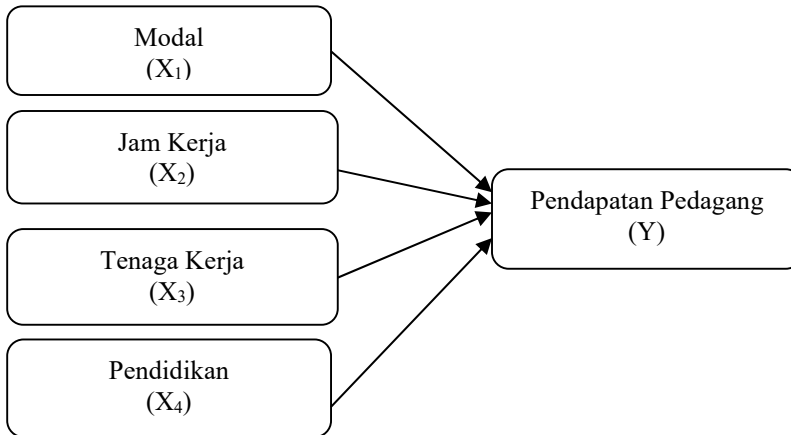 Modal
(X₁)
Jam Kerja
(X₂)
Tenaga Kerja
(X₃)
Pendidikan
(X₄)
Pendapatan Pedagang
(Y)